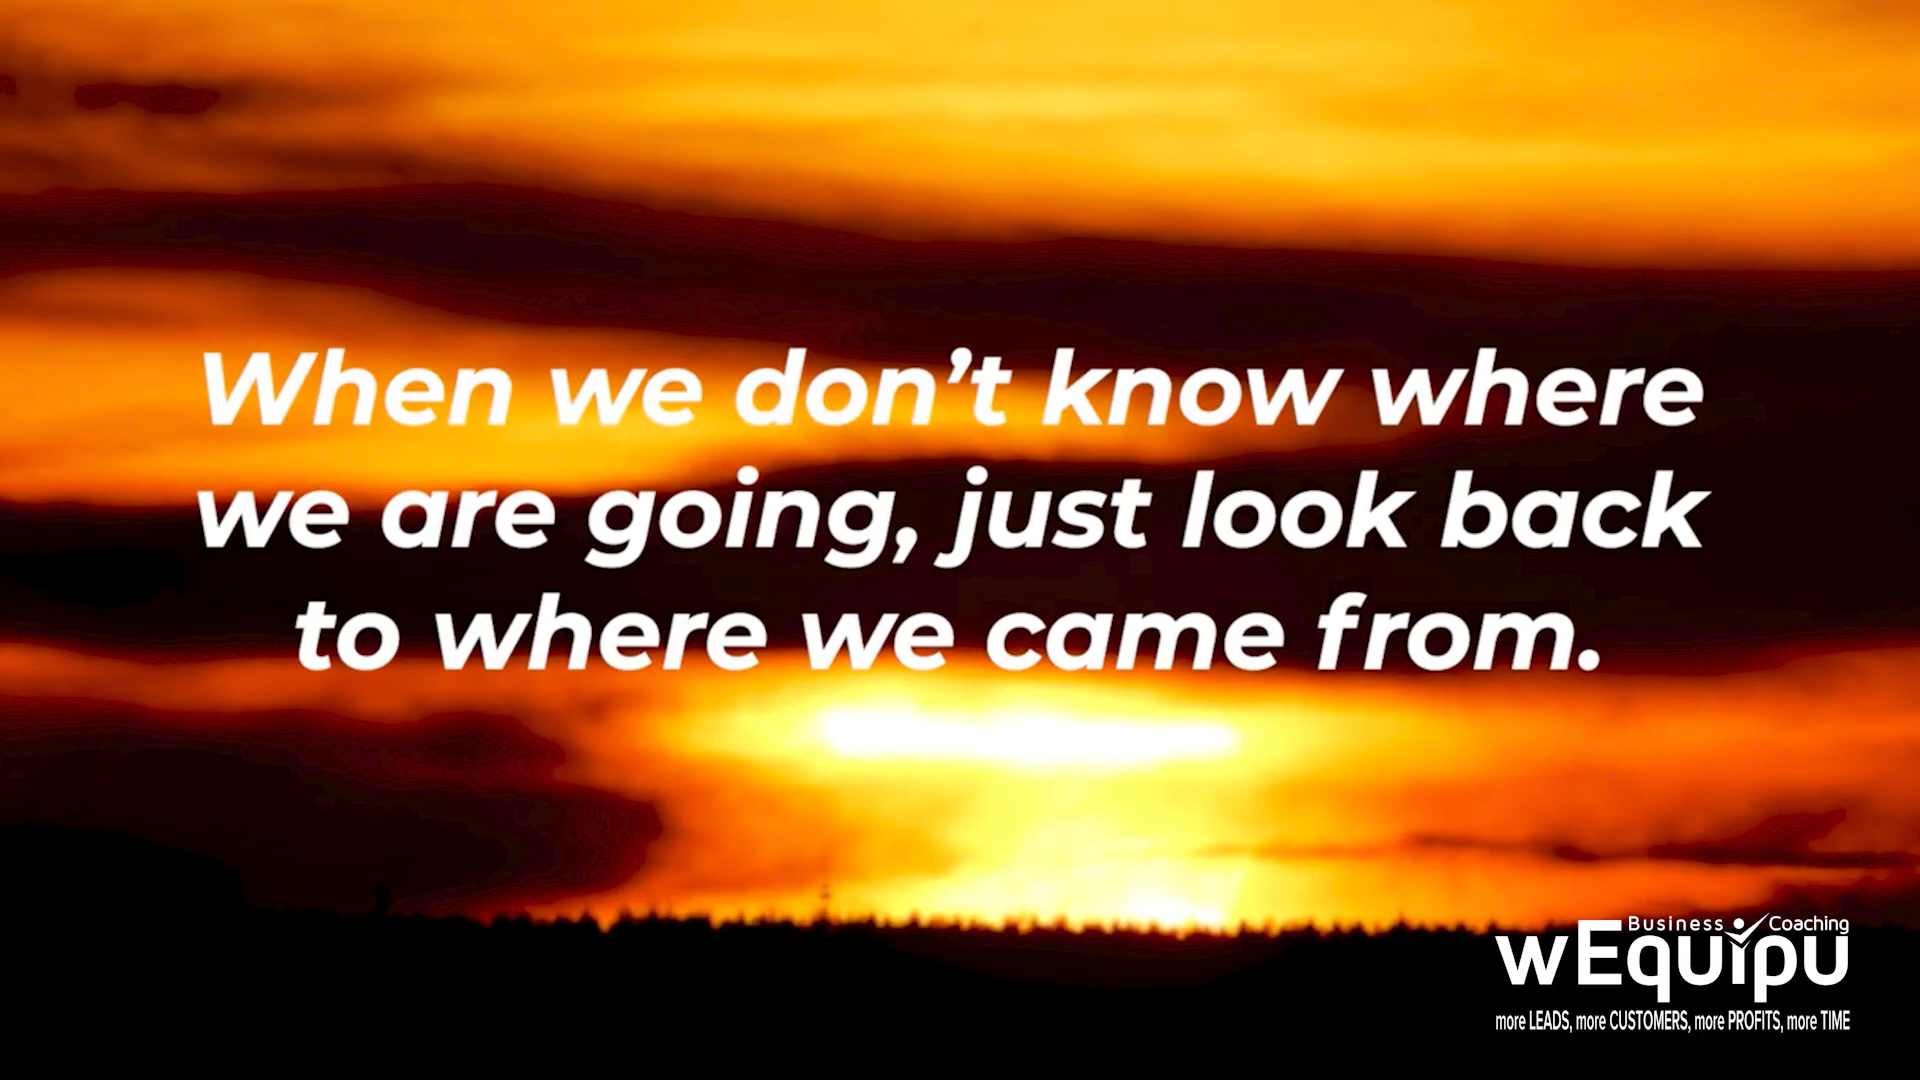 When we don’t know where
we are going, just look back
to where we came from.
Business Coaching
wEquipu
more LEADS, more CUSTOMERS, more PROFITS, more TIME